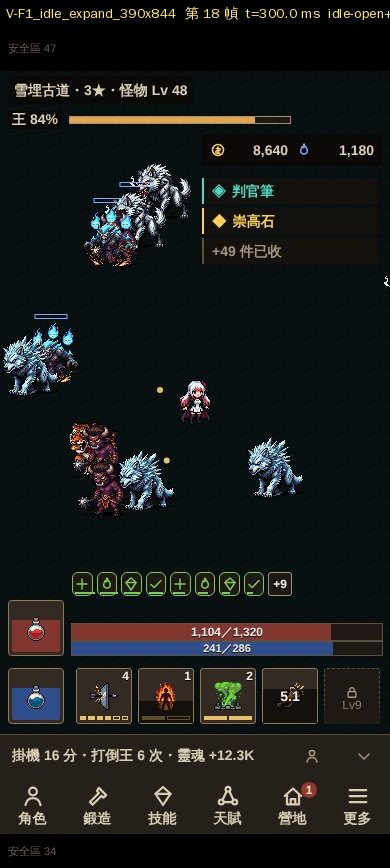 V-F1_idle_expand_390x844 第 18 幀 t=300.0 ms idle-open+
安全區 47
雪埋古道・3★・怪物 Lv 48
王 84%
8,640 1,180
判官筆
崇高石
+49 件已收
+9
1,104／1,320
241／286
4 1 2 5.1 Lv9
掛機 16 分・打倒王 6 次・靈魂 +12.3K
1
角色 鍛造 技能 天賦 營地 更多
安全區 34